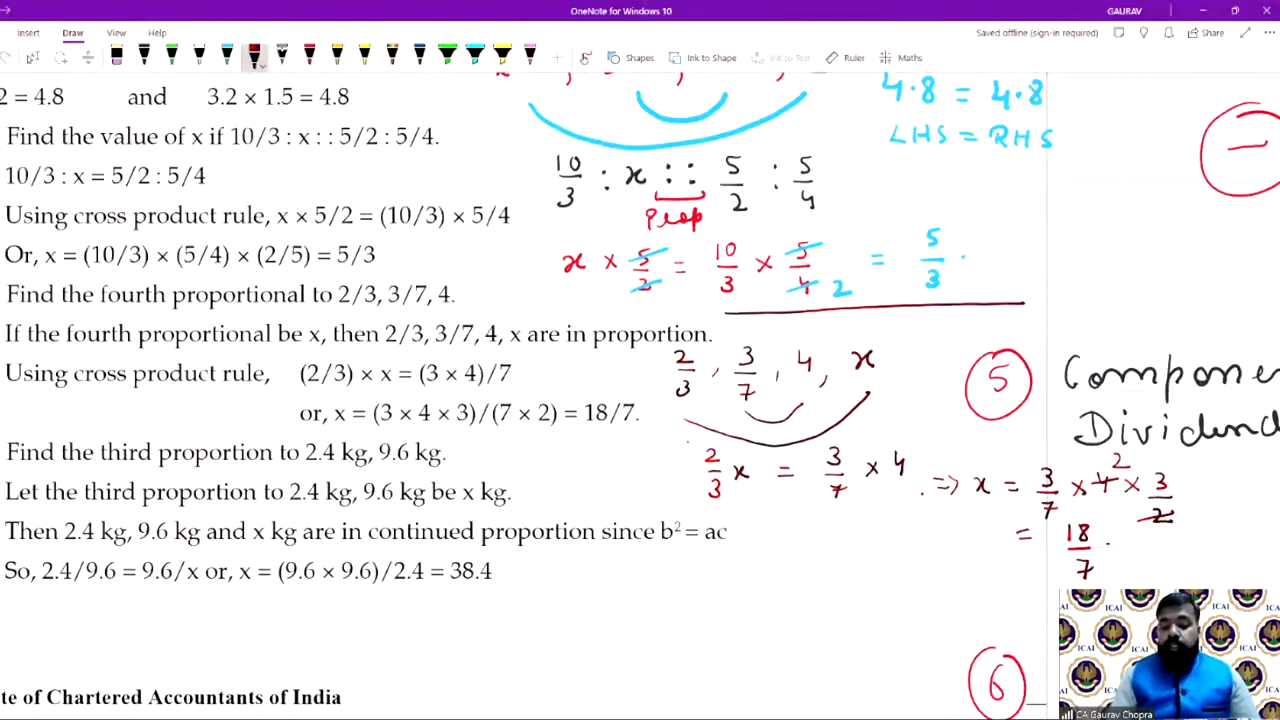 OneNote for Windows 10
GAURAV
Insert Draw View Help
Saved offline (sign-in required)
Share
Shapes
Ink to Shape
Ink to Text
Ruler
Maths
2 = 4.8 and 3.2 × 1.5 = 4.8
Find the value of x if 10/3 : x : : 5/2 : 5/4.
10/3 : x = 5/2 : 5/4
Using cross product rule, x × 5/2 = (10/3) × 5/4
Or, x = (10/3) × (5/4) × (2/5) = 5/3
Find the fourth proportional to 2/3, 3/7, 4.
If the fourth proportional be x, then 2/3, 3/7, 4, x are in proportion.
Using cross product rule, (2/3) × x = (3 × 4)/7
or, x = (3 × 4 × 3)/(7 × 2) = 18/7.
Find the third proportion to 2.4 kg, 9.6 kg.
Let the third proportion to 2.4 kg, 9.6 kg be x kg.
Then 2.4 kg, 9.6 kg and x kg are in continued proportion since b² = ac
So, 2.4/9.6 = 9.6/x or, x = (9.6 × 9.6)/2.4 = 38.4
te of Chartered Accountants of India
4.8 = 4.8
LHS = RHS
10/3 : x :: 5/2 : 5/4
Prop
x × 5/2 = 10/3 × 5/4 2 = 5/3
2/3, 3/7, 4, x
2/3 x = 3/7 × 4 => x = 3/7 × 4 2 × 3/2
= 18/7
5 Componen
Dividend
6
ICAI
CA Gaurav Chopra